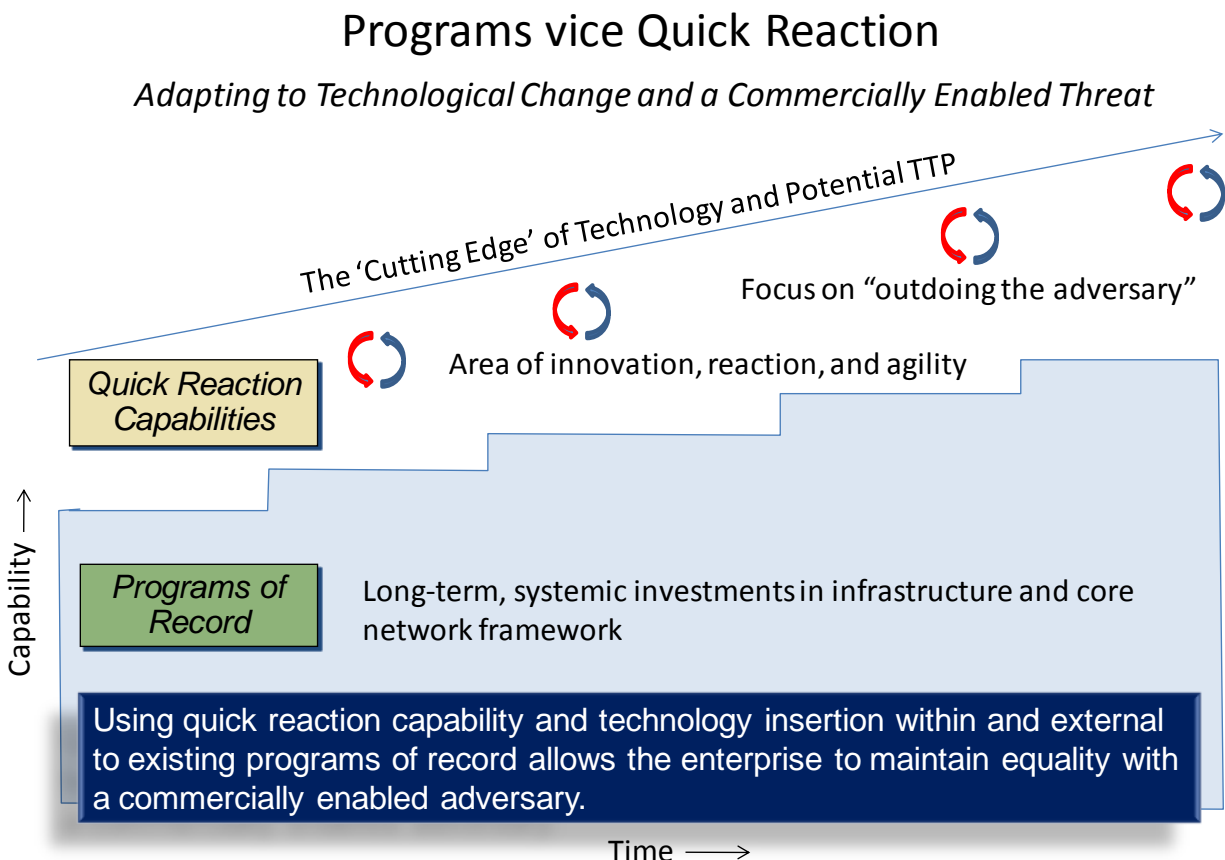 Programs vice Quick Reaction
Adapting to Technological Change and a Commercially Enabled Threat
The ‘Cutting Edge’ of Technology and Potential TTP
Focus on “outdoing the adversary”
Area of innovation, reaction, and agility
Quick Reaction
Capabilities
Capability
Programs of
Record
Long-term, systemic investments in infrastructure and core
network framework
Using quick reaction capability and technology insertion within and external
to existing programs of record allows the enterprise to maintain equality with
a commercially enabled adversary.
Time